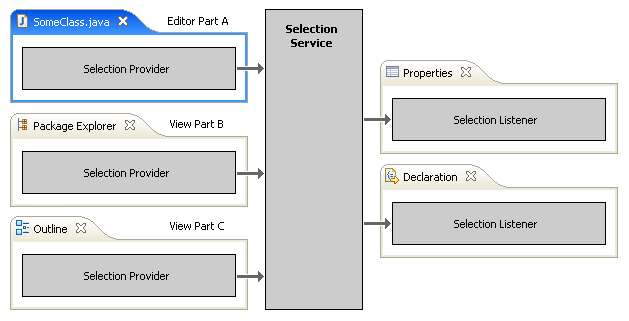 SomeClass.java
Editor Part A
Selection Provider
Package Explorer
View Part B
Selection Provider
Outline
View Part C
Selection Provider
Selection
Service
Properties
Selection Listener
Declaration
Selection Listener